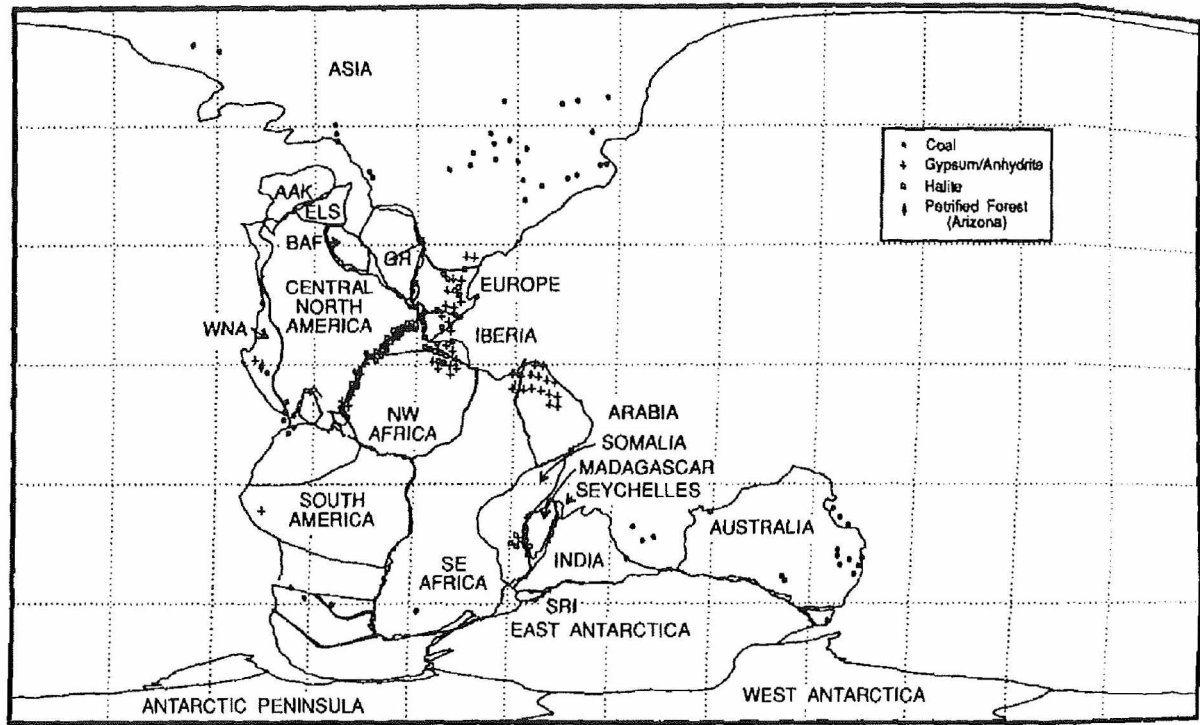 ASIA
Coal
Gypsum/Anhydrite
Halite
Petrified Forest
(Arizona)
AAK
ELS
BAF
GR
EUROPE
CENTRAL
NORTH
AMERICA
WNA
IBERIA
NW
AFRICA
ARABIA
SOMALIA
MADAGASCAR
SEYCHELLES
SOUTH
AMERICA
AUSTRALIA
SE
AFRICA
INDIA
SRI
EAST ANTARCTICA
ANTARCTIC PENINSULA
WEST ANTARCTICA